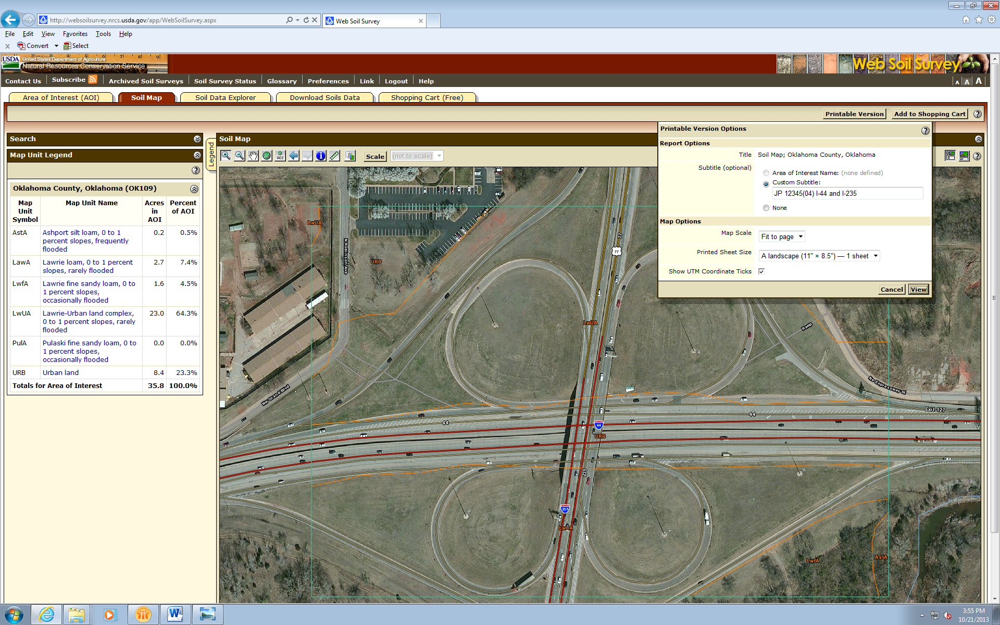 http://websoilsurvey.nrcs.usda.gov/app/WebSoilSurvey.aspx
Web Soil Survey
File Edit View Favorites Tools Help
x Convert Select
USDA United States Department of Agriculture
Natural Resources Conservation Service
Web Soil Survey
Contact Us Subscribe Archived Soil Surveys Soil Survey Status Glossary Preferences Link Logout Help
A A A
Area of Interest (AOI) Soil Map Soil Data Explorer Download Soils Data Shopping Cart (Free)
Printable Version Add to Shopping Cart ?
Search
Map Unit Legend
?
Oklahoma County, Oklahoma (OK109)
Map Unit Symbol Map Unit Name Acres in AOI Percent of AOI
AstA Ashport silt loam, 0 to 1 percent slopes, frequently flooded 0.2 0.5%
LawA Lawrie loam, 0 to 1 percent slopes, rarely flooded 2.7 7.4%
LwfA Lawrie fine sandy loam, 0 to 1 percent slopes, occasionally flooded 1.6 4.5%
LwUA Lawrie-Urban land complex, 0 to 1 percent slopes, rarely flooded 23.0 64.3%
PulA Pulaski fine sandy loam, 0 to 1 percent slopes, occasionally flooded 0.0 0.0%
URB Urban land 8.4 23.3%
Totals for Area of Interest 35.8 100.0%
Legend
Soil Map
AOI
Scale (not to scale)
?
Printable Version Options ?
Report Options
Title Soil Map; Oklahoma County, Oklahoma
Subtitle (optional) Area of Interest Name: (none defined)
Custom Subtitle:
JP 12345(04) I-44 and I-235
None
Map Options
Map Scale Fit to page
Printed Sheet Size A landscape (11" × 8.5") — 1 sheet
Show UTM Coordinate Ticks
Cancel View
LwUA
N Robinson Ave
URB
77
77
LwUA
Ramp
Nw Grand Blvd
Ne Expressway St
44
44
Exit 127
44
URB
235
235
LwUA
LwfA
AstA
3:55 PM
10/21/2013